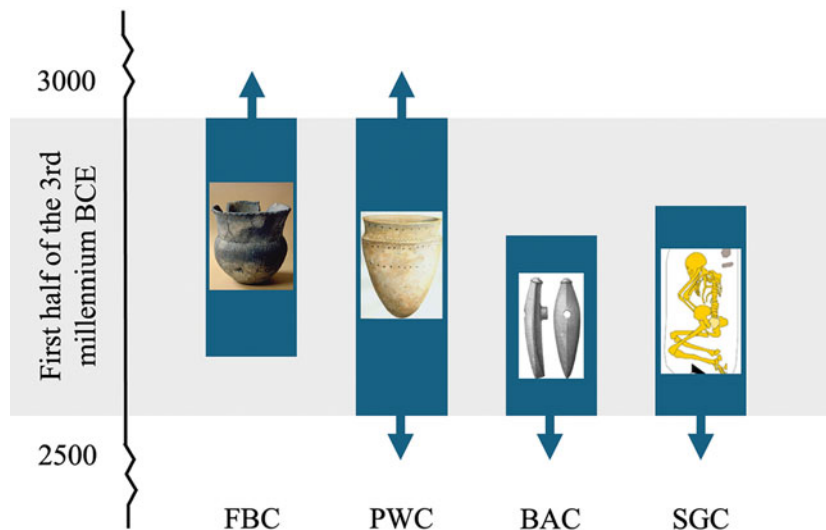 3000
First half of the 3rd
millennium BCE
2500
FBC PWC BAC SGC